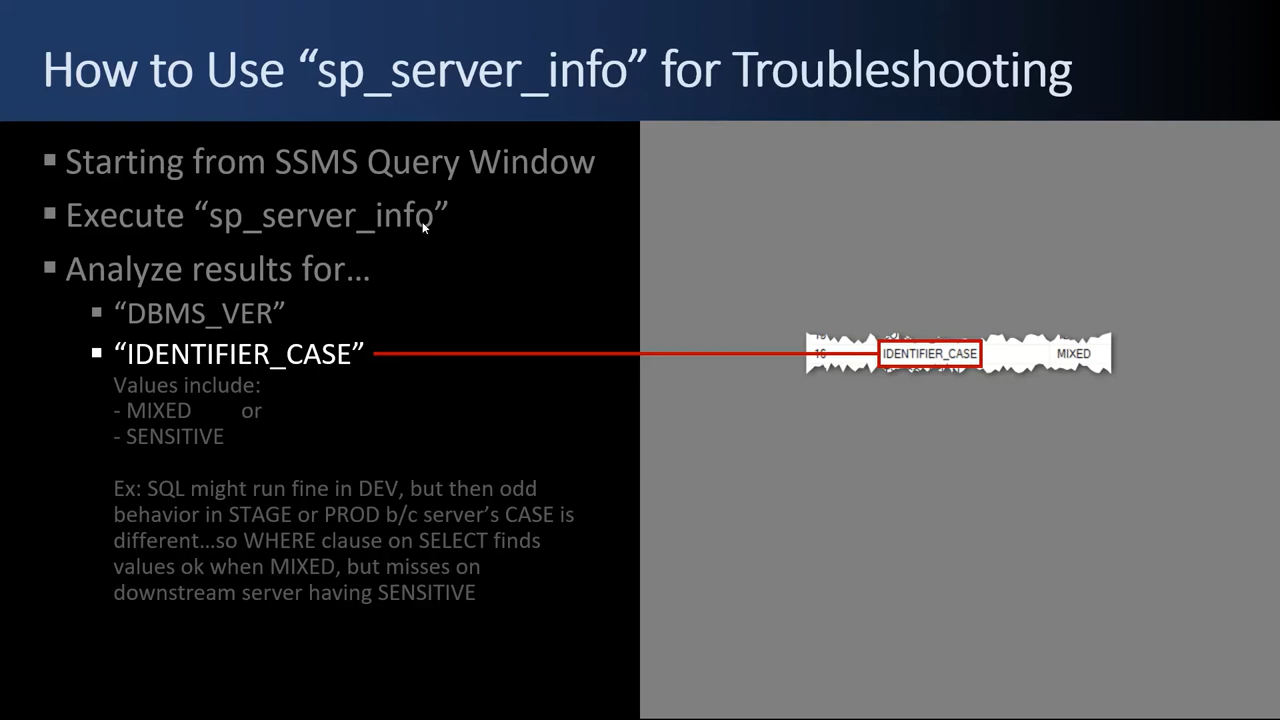 How to Use “sp_server_info” for Troubleshooting
▪ Starting from SSMS Query Window
▪ Execute “sp_server_info”
▪ Analyze results for…
▪ “DBMS_VER”
▪ “IDENTIFIER_CASE”
Values include:
- MIXED or
- SENSITIVE
Ex: SQL might run fine in DEV, but then odd
behavior in STAGE or PROD b/c server’s CASE is
different…so WHERE clause on SELECT finds
values ok when MIXED, but misses on
downstream server having SENSITIVE
16 IDENTIFIER_CASE MIXED